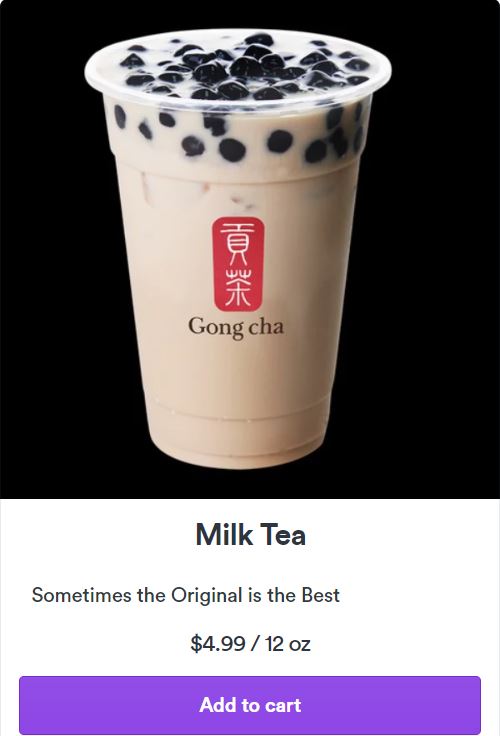 貢
茶
Gong cha
Milk Tea
Sometimes the Original is the Best
$4.99 / 12 oz
Add to cart